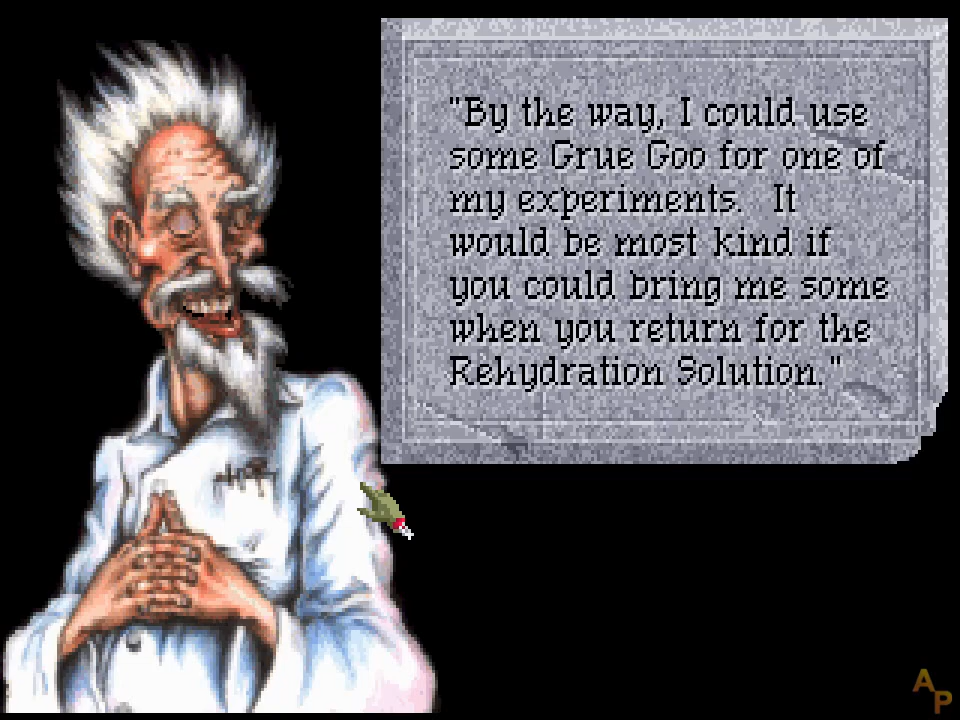 "By the way, I could use
some Grue Goo for one of
my experiments.  It
would be most kind if
you could bring me some
when you return for the
Rehydration Solution."
AP